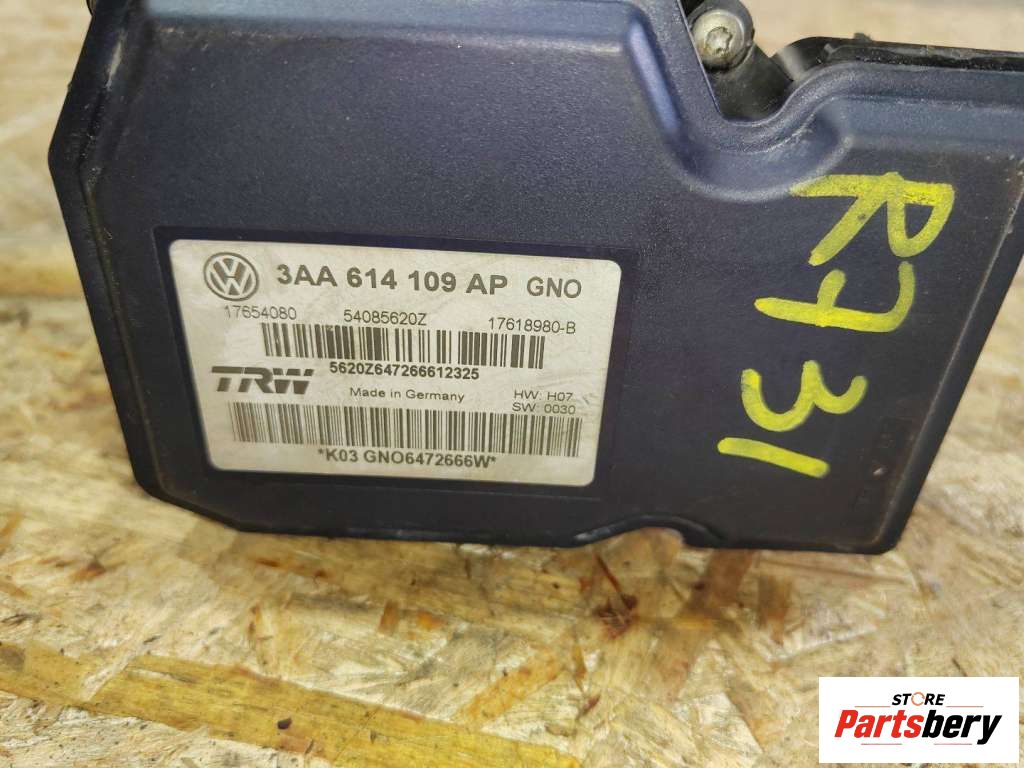 3AA 614 109 AP GNO
17654080 54085620Z 17618980-B
5620Z647266612325
TRW Made in Germany HW: H07
SW: 0030
*K03 GNO6472666W*
R731
STORE
Partsbery